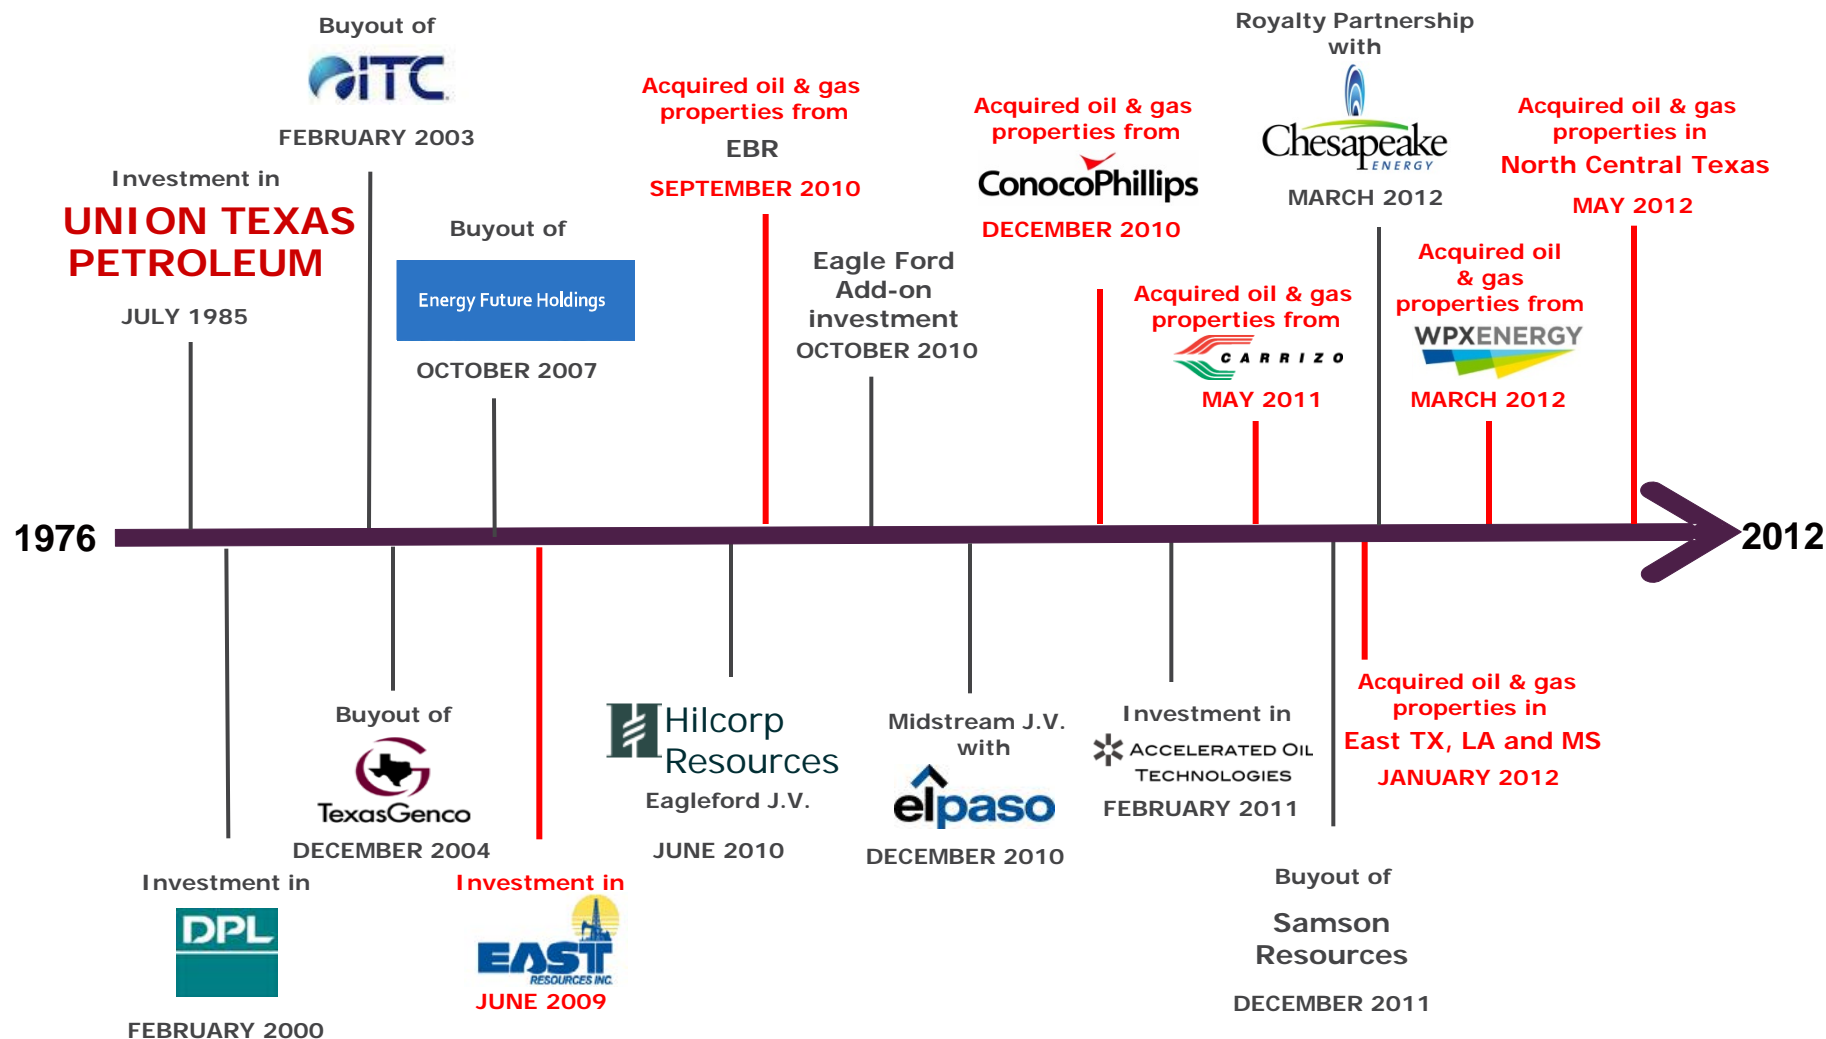 Buyout of
iTC
FEBRUARY 2003
Investment in
UNION TEXAS
PETROLEUM
JULY 1985
Buyout of
Energy Future Holdings
OCTOBER 2007
Acquired oil & gas
properties from
EBR
SEPTEMBER 2010
Eagle Ford
Add-on
investment
OCTOBER 2010
Acquired oil & gas
properties from
ConocoPhillips
DECEMBER 2010
Acquired oil & gas
properties from
CARRIZO
MAY 2011
Royalty Partnership
with
Chesapeake
ENERGY
MARCH 2012
Acquired oil
& gas
properties from
WPXENERGY
MARCH 2012
Acquired oil & gas
properties in
North Central Texas
MAY 2012
1976
2012
Investment in
DPL
FEBRUARY 2000
Buyout of
TexasGenco
DECEMBER 2004
Investment in
EAST
RESOURCES INC.
JUNE 2009
Hilcorp
Resources
Eagleford J.V.
JUNE 2010
Midstream J.V.
with
elpaso
DECEMBER 2010
Investment in
ACCELERATED OIL
TECHNOLOGIES
FEBRUARY 2011
Buyout of
Samson
Resources
DECEMBER 2011
Acquired oil & gas
properties in
East TX, LA and MS
JANUARY 2012